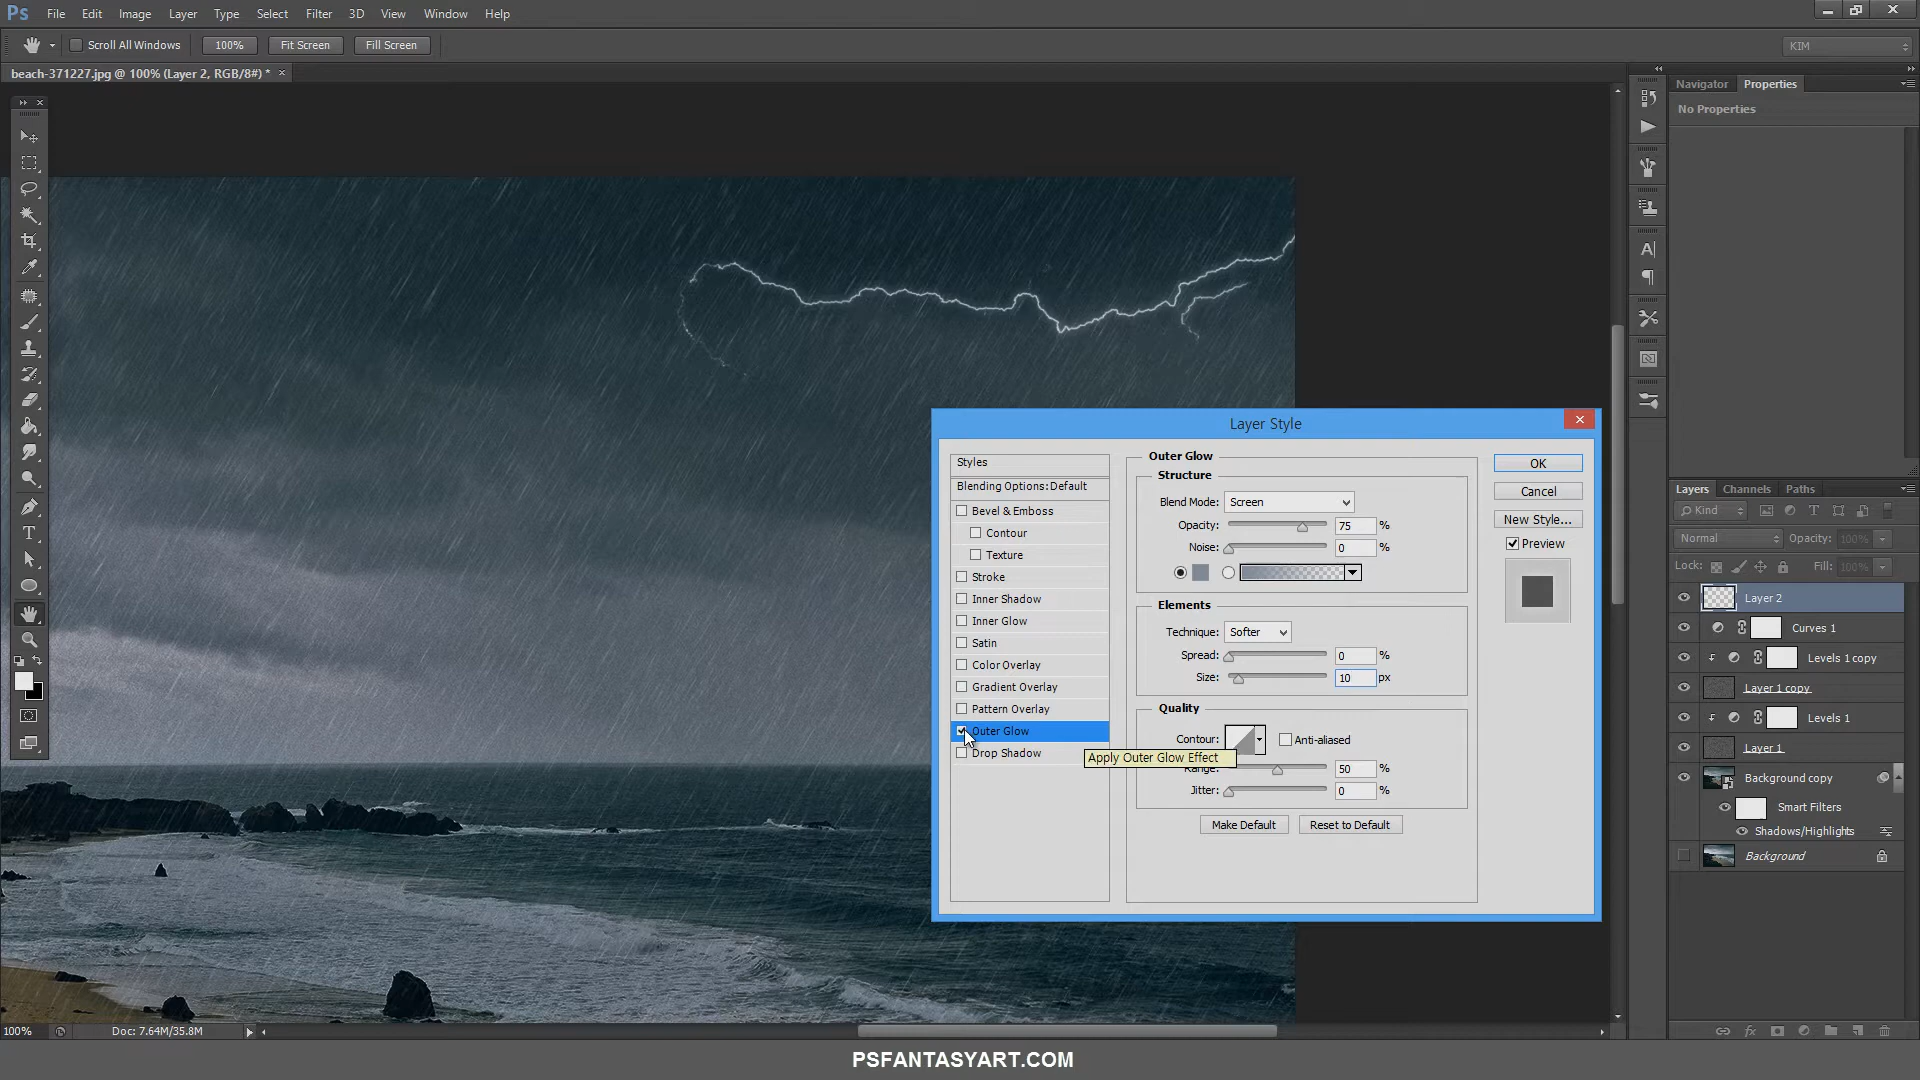 Ps File Edit Image Layer Type Select Filter 3D View Window Help
Scroll All Windows 100% Fit Screen Fill Screen KIM
beach-371227.jpg @ 100% (Layer 2, RGB/8#) * ×
Navigator Properties
No Properties
Layer Style
Styles
Blending Options: Default
Bevel & Emboss
Contour
Texture
Stroke
Inner Shadow
Inner Glow
Satin
Color Overlay
Gradient Overlay
Pattern Overlay
Outer Glow
Drop Shadow
Apply Outer Glow Effect
Outer Glow
Structure
Blend Mode: Screen
Opacity: 75 %
Noise: 0 %
Elements
Technique: Softer
Spread: 0 %
Size: 10 px
Quality
Contour: Anti-aliased
Range: 50 %
Jitter: 0 %
Make Default Reset to Default
OK
Cancel
New Style...
Preview
Layers Channels Paths
Kind
Normal Opacity: 100%
Lock: Fill: 100%
Layer 2
Curves 1
Levels 1 copy
Layer 1 copy
Levels 1
Layer 1
Background copy
Smart Filters
Shadows/Highlights
Background
100% Doc: 7.64M/35.8M
PSFANTASYART.COM